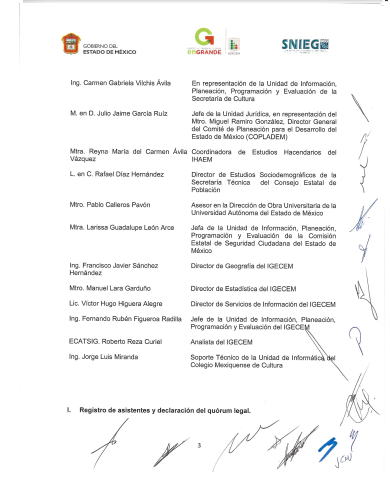 GOBIERNO DEL
ESTADO DE MÉXICO
enGRANDE
IGECEM
SNIEG
Ing. Carmen Gabriela Vilchis Ávila
En representación de la Unidad de Información,
Planeación, Programación y Evaluación de la
Secretaría de Cultura
M. en D. Julio Jaime García Ruíz
Jefe de la Unidad Jurídica, en representación del
Mtro. Miguel Ramiro González, Director General
del Comité de Planeación para el Desarrollo del
Estado de México (COPLADEM)
Mtra. Reyna María del Carmen Ávila
Vázquez
Coordinadora de Estudios Hacendarios del
IHAEM
L. en C. Rafael Díaz Hernández
Director de Estudios Sociodemográficos de la
Secretaría Técnica del Consejo Estatal de
Población
Mtro. Pablo Calleros Pavón
Asesor en la Dirección de Obra Universitaria de la
Universidad Autónoma del Estado de México
Mtra. Larissa Guadalupe León Arce
Jefa de la Unidad de Información, Planeación,
Programación y Evaluación de la Comisión
Estatal de Seguridad Ciudadana del Estado de
México
Ing. Francisco Javier Sánchez
Hernández
Director de Geografía del IGECEM
Mtro. Manuel Lara Garduño
Director de Estadística del IGECEM
Lic. Víctor Hugo Higuera Alegre
Director de Servicios de Información del IGECEM
Ing. Fernando Rubén Figueroa Radilla
Jefe de la Unidad de Información, Planeación,
Programación y Evaluación del IGECEM
ECATSIG. Roberto Reza Curiel
Analista del IGECEM
Ing. Jorge Luis Miranda
Soporte Técnico de la Unidad de Informática del
Colegio Mexiquense de Cultura
I. Registro de asistentes y declaración del quórum legal.
3